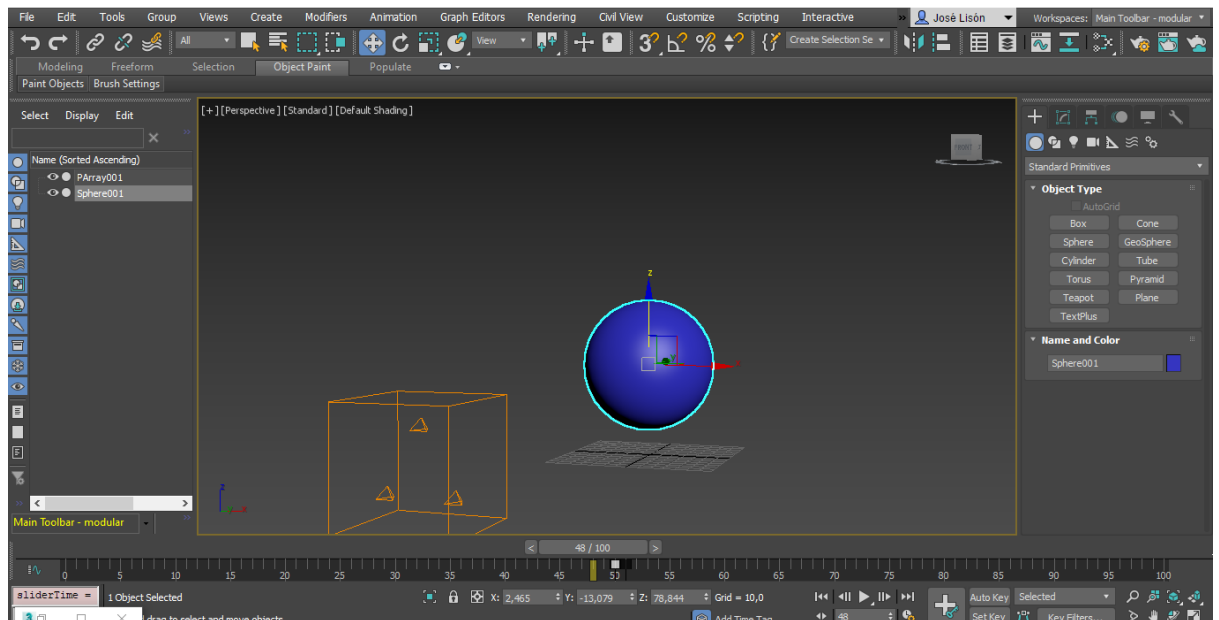 File Edit Tools Group Views Create Modifiers Animation Graph Editors Rendering Civil View Customize Scripting Interactive » José Lisón Workspaces: Main Toolbar - modular
All View Create Selection Se
Modeling Freeform Selection Object Paint Populate
Paint Objects Brush Settings
Select Display Edit
[+] [Perspective] [Standard] [Default Shading]
Name (Sorted Ascending)
PArray001
Sphere001
FRONT
z
y
x
Standard Primitives
Object Type
AutoGrid
Box Cone
Sphere GeoSphere
Cylinder Tube
Torus Pyramid
Teapot Plane
TextPlus
Name and Color
Sphere001
z
Main Toolbar - modular
< 48 / 100 >
0 5 10 15 20 25 30 35 40 45 50 55 60 65 70 75 80 85 90 95 100
sliderTime = 1 Object Selected X: 2,465 Y: -13,079 Z: 78,844 Grid = 10,0 Auto Key Selected
drag to select and move objects Add Time Tag 48 Set Key Key Filters...